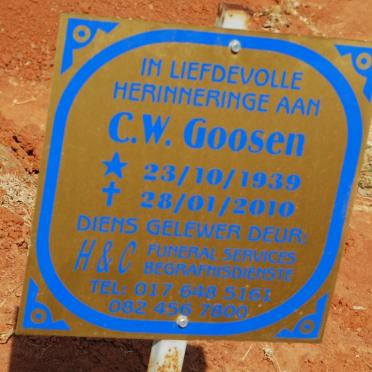 IN LIEFDEVOLLE
HERINNERINGE AAN
C.W. Goosen
★ 23/10/1939
✝ 28/01/2010
DIENS GELEWER DEUR:
H & C FUNERAL SERVICES
BEGRAFNISDIENSTE
TEL: 017 648 5161
082 456 7800